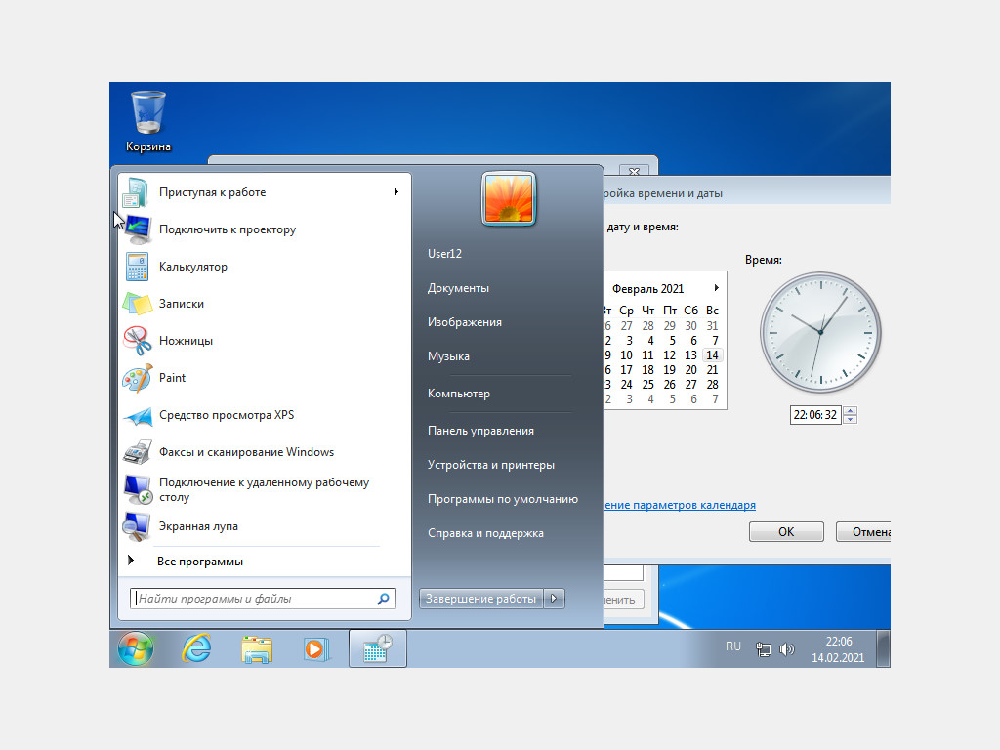 Корзина
Приступая к работе
Подключить к проектору
Калькулятор
Записки
Ножницы
Paint
Средство просмотра XPS
Факсы и сканирование Windows
Подключение к удаленному рабочему
столу
Экранная лупа
Все программы
Найти программы и файлы
User12
Документы
Изображения
Музыка
Компьютер
Панель управления
Устройства и принтеры
Программы по умолчанию
Справка и поддержка
Завершение работы
ройка времени и даты
дату и время:
Февраль 2021
Вт Ср Чт Пт Сб Вс
6 27 28 29 30 31
2 3 4 5 6 7
9 10 11 12 13 14
6 17 18 19 20 21
3 24 25 26 27 28
2 3 4 5 6 7
Время:
22:06:32
ение параметров календаря
OK
Отмена
енить
RU
22:06
14.02.2021